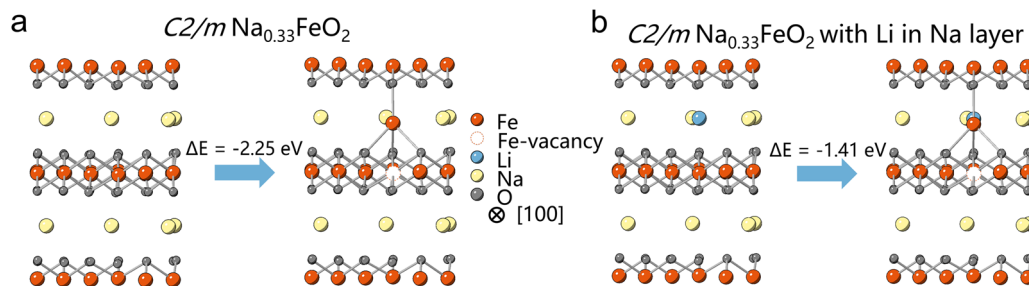 a
C2/m Na0.33FeO2
ΔE = -2.25 eV
Fe
Fe-vacancy
Li
Na
O
⊗ [100]
b
C2/m Na0.33FeO2 with Li in Na layer
ΔE = -1.41 eV